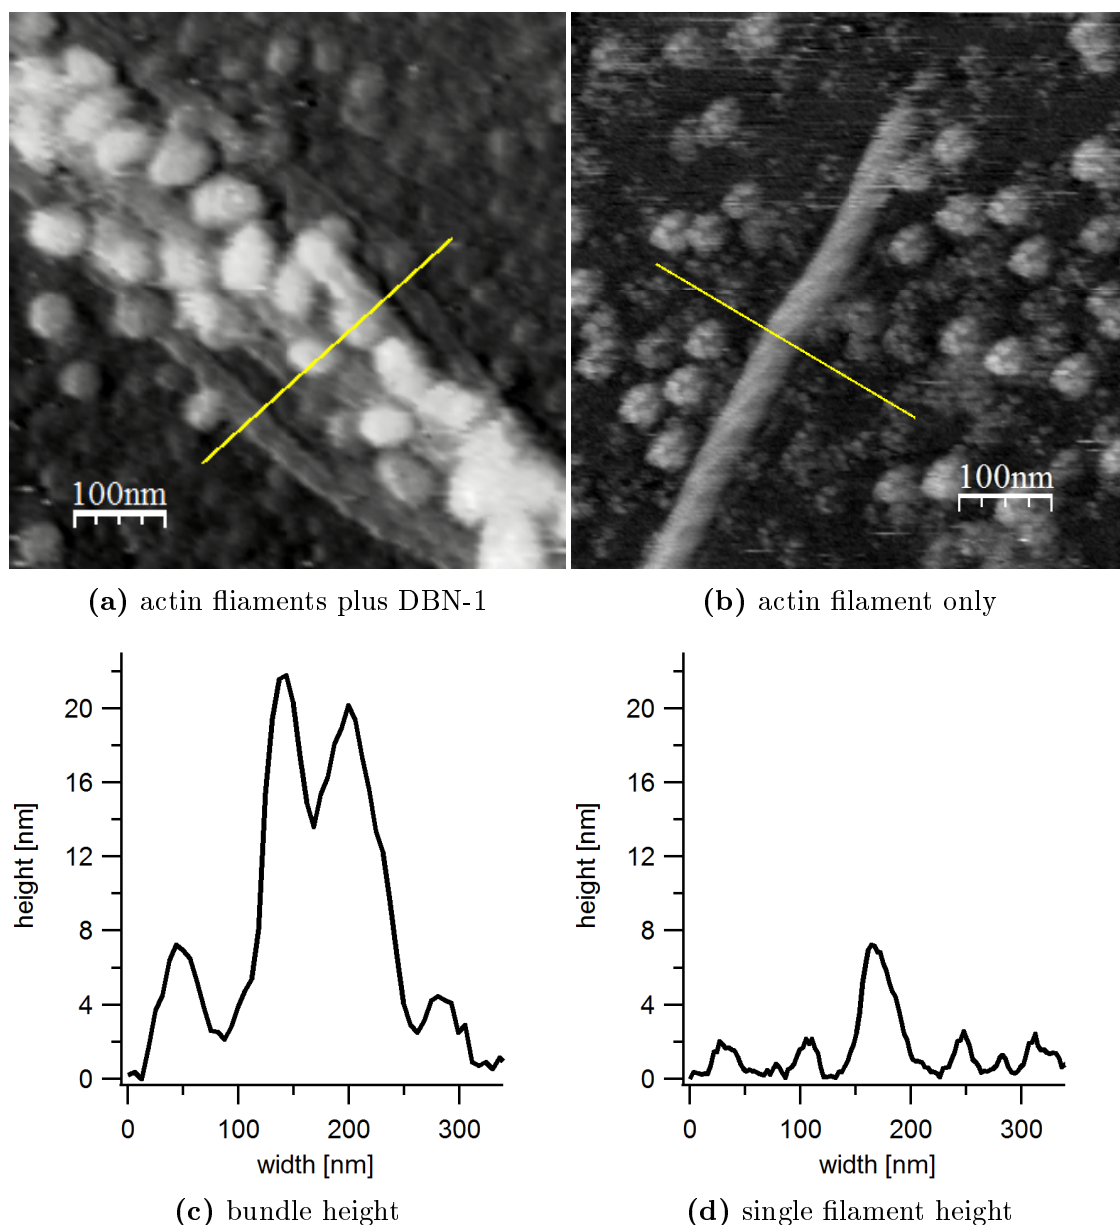 100nm
100nm
(a) actin fliaments plus DBN-1
(b) actin filament only
20
16
12
8
4
0
height [nm]
0 100 200 300
width [nm]
20
16
12
8
4
0
height [nm]
0 100 200 300
width [nm]
(c) bundle height
(d) single filament height